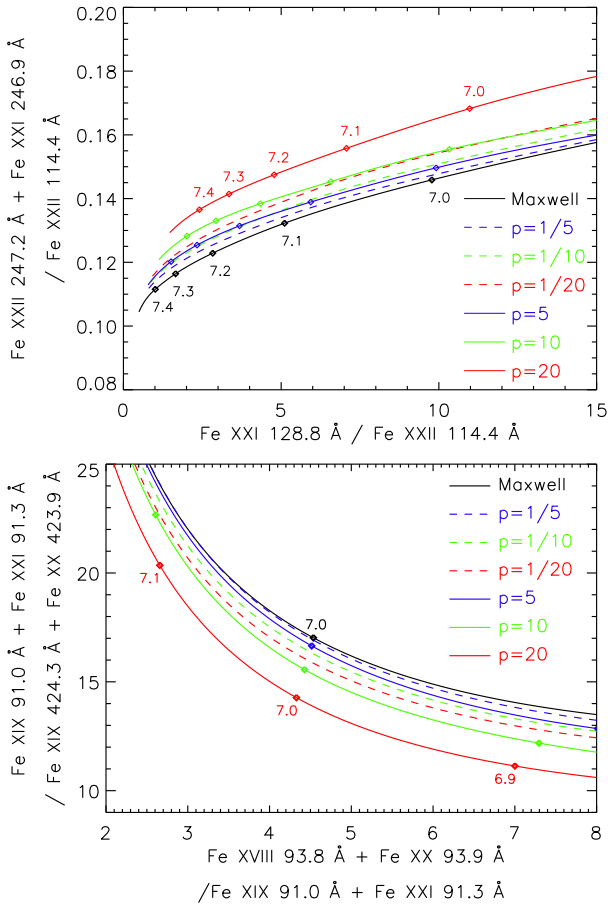 Fe XXII 247.2 Å + Fe XXI 246.9 Å
/ Fe XXII 114.4 Å
0.20
0.18
0.16
0.14
0.12
0.10
0.08
7.0
7.1
7.2
7.3
7.4
7.0
7.1
7.2
7.3
7.4
Maxwell
p=1/5
p=1/10
p=1/20
p=5
p=10
p=20
0 5 10 15
Fe XXI 128.8 Å / Fe XXII 114.4 Å
Fe XIX 91.0 Å + Fe XXI 91.3 Å
/ Fe XIX 424.3 Å + Fe XX 423.9 Å
25
20
15
10
Maxwell
p=1/5
p=1/10
p=1/20
p=5
p=10
p=20
7.1
7.0
7.0
6.9
2 3 4 5 6 7 8
Fe XVIII 93.8 Å + Fe XX 93.9 Å
/Fe XIX 91.0 Å + Fe XXI 91.3 Å